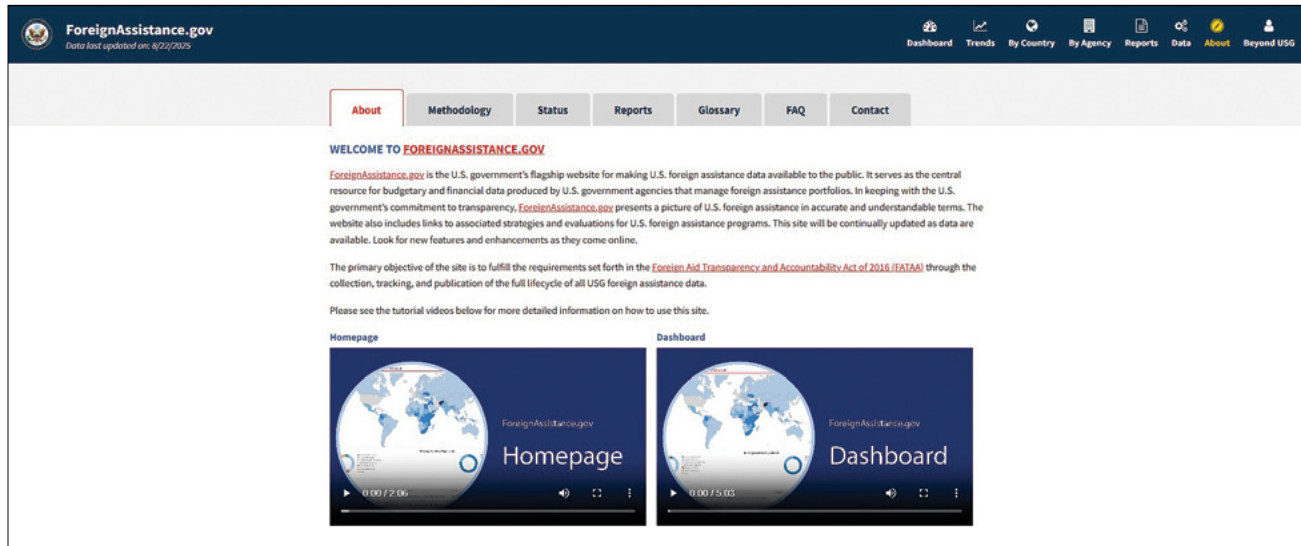 ForeignAssistance.gov
Data last updated on: 8/22/2025
Dashboard Trends By Country By Agency Reports Data About Beyond USG
About Methodology Status Reports Glossary FAQ Contact
WELCOME TO FOREIGNASSISTANCE.GOV
ForeignAssistance.gov is the U.S. government's flagship website for making U.S. foreign assistance data available to the public. It serves as the central
resource for budgetary and financial data produced by U.S. government agencies that manage foreign assistance portfolios. In keeping with the U.S.
government's commitment to transparency, ForeignAssistance.gov presents a picture of U.S. foreign assistance in accurate and understandable terms. The
website also includes links to associated strategies and evaluations for U.S. foreign assistance programs. This site will be continually updated as data are
available. Look for new features and enhancements as they come online.
The primary objective of the site is to fulfill the requirements set forth in the Foreign Aid Transparency and Accountability Act of 2016 (FATAA) through the
collection, tracking, and publication of the full lifecycle of all USG foreign assistance data.
Please see the tutorial videos below for more detailed information on how to use this site.
Homepage
ForeignAssistance.gov
Homepage
0:00 / 2:06
Dashboard
ForeignAssistance.gov
Dashboard
0:00 / 5:03